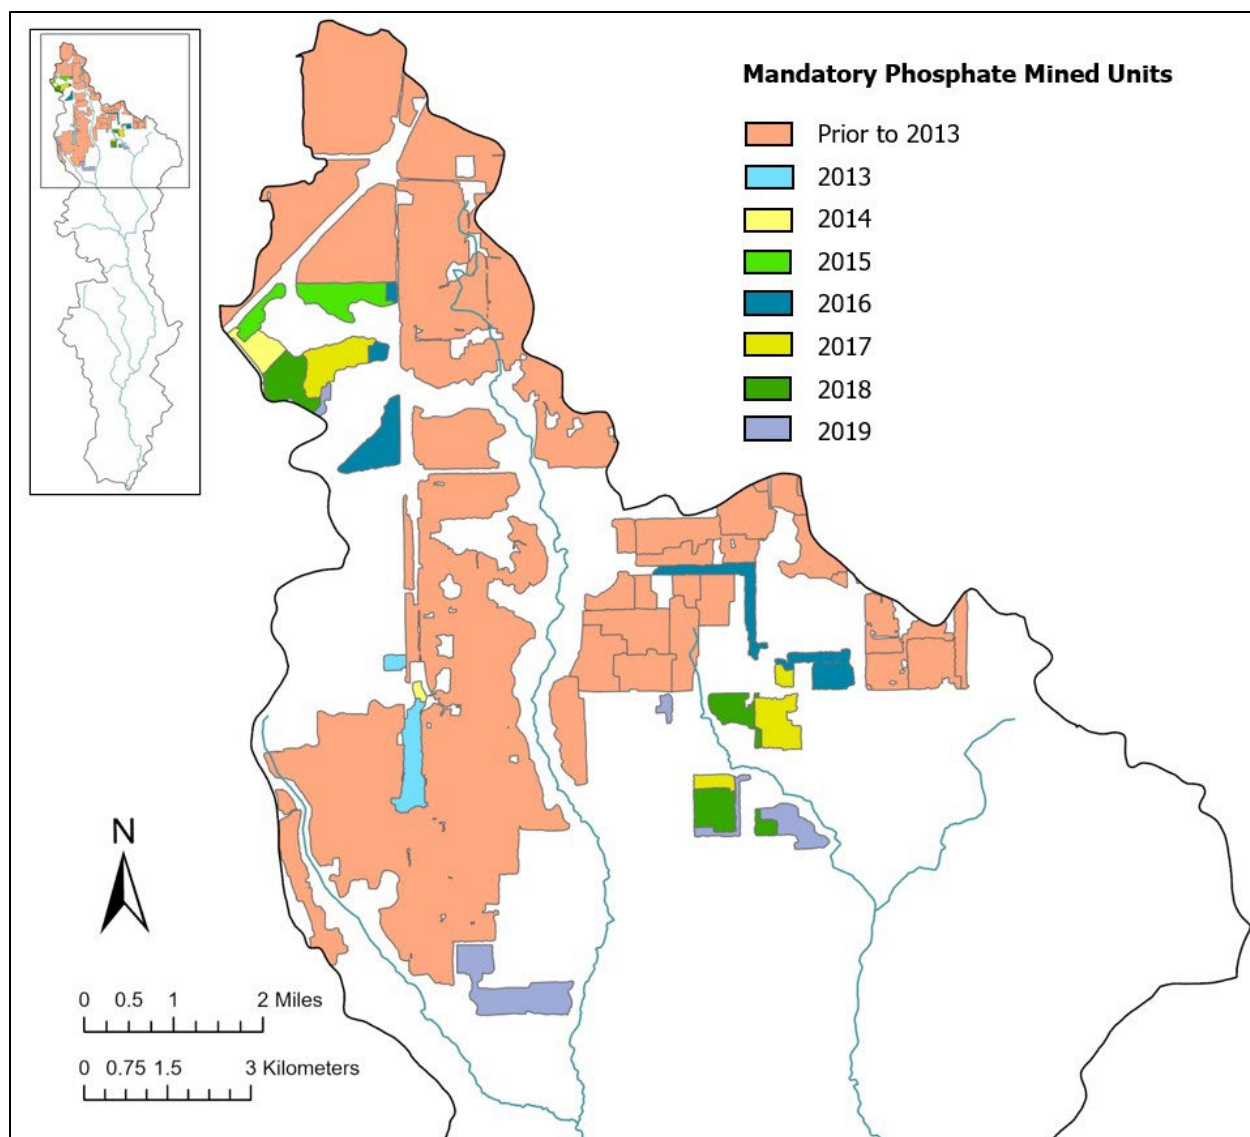 Mandatory Phosphate Mined Units
Prior to 2013
2013
2014
2015
2016
2017
2018
2019
N
0 0.5 1 2 Miles
0 0.75 1.5 3 Kilometers